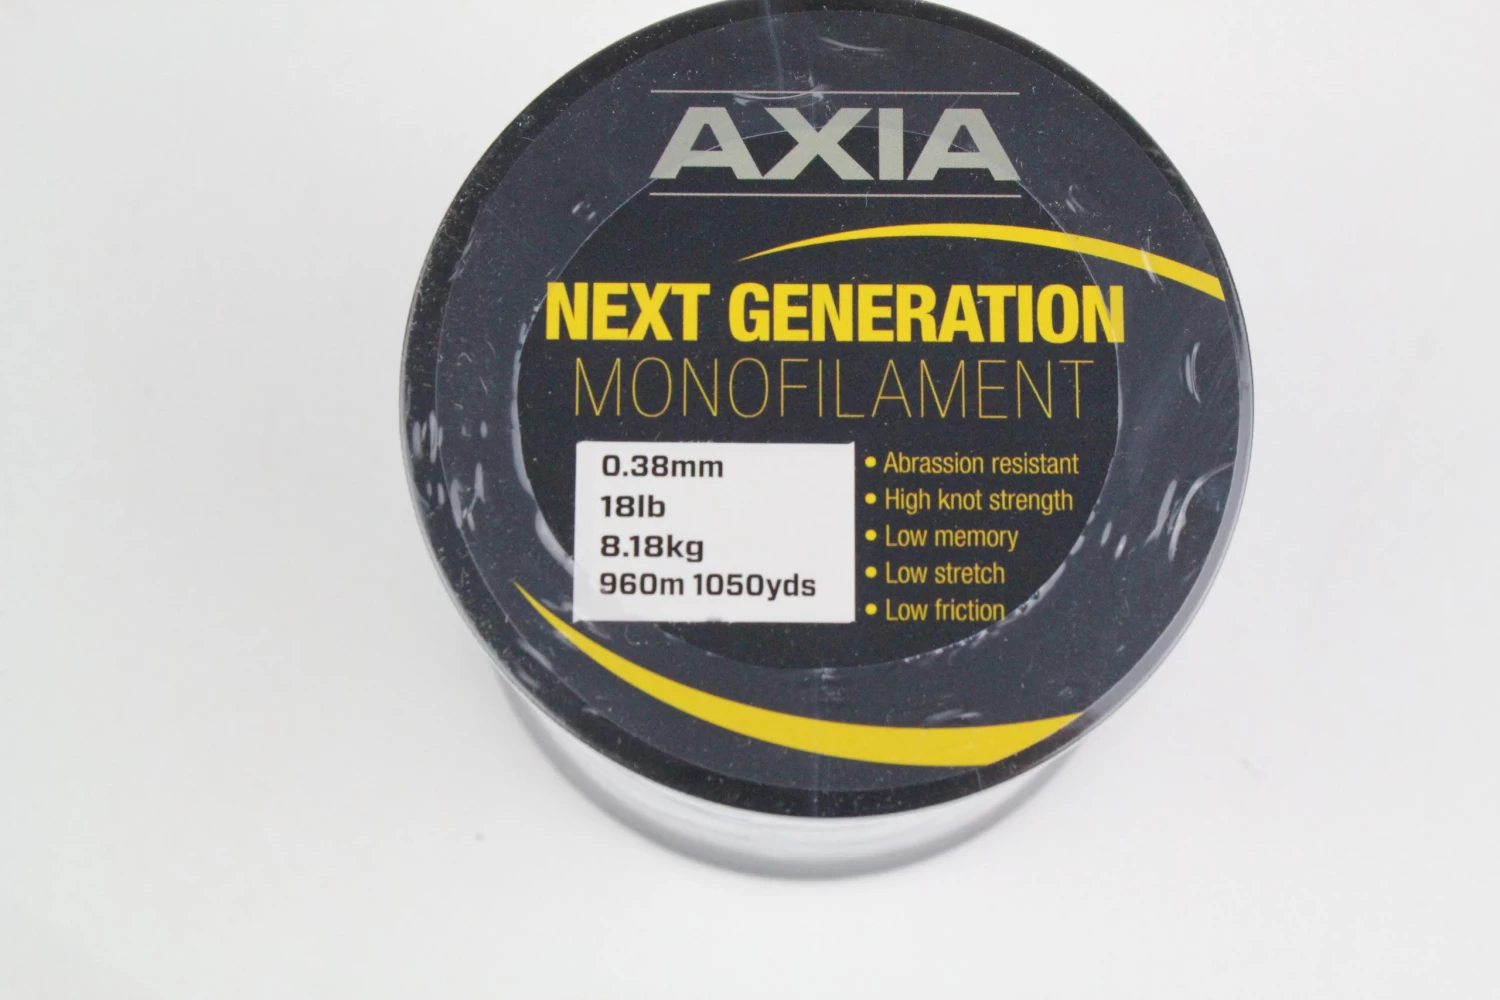 AXIA
NEXT GENERATION
MONOFILAMENT
0.38mm
18lb
8.18kg
960m 1050yds
• Abrassion resistant
• High knot strength
• Low memory
• Low stretch
• Low friction